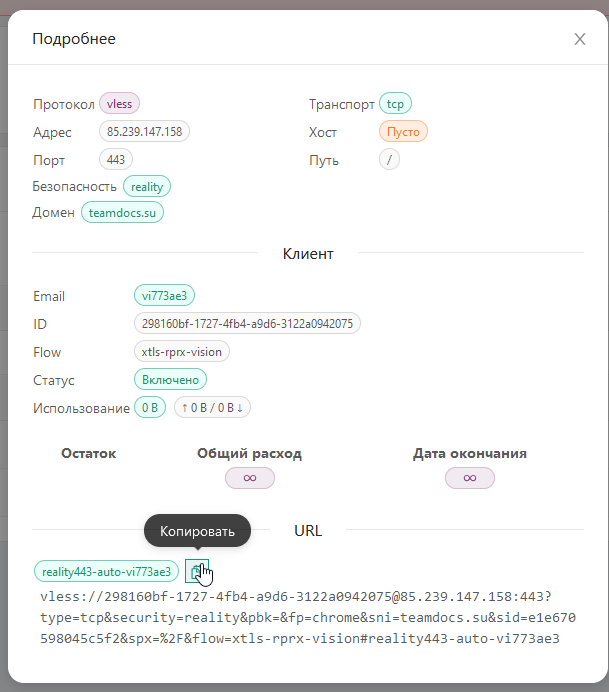 Подробнее
Протокол vless Транспорт tcp
Адрес 85.239.147.158 Хост Пусто
Порт 443 Путь /
Безопасность reality
Домен teamdocs.su
Клиент
Email vi773ae3
ID 298160bf-1727-4fb4-a9d6-3122a0942075
Flow xtls-rprx-vision
Статус Включено
Использование 0 B ↑ 0 B / 0 B ↓
Остаток Общий расход Дата окончания
∞ ∞
Копировать URL
reality443-auto-vi773ae3
vless://298160bf-1727-4fb4-a9d6-3122a0942075@85.239.147.158:443?
type=tcp&security=reality&pbk=&fp=chrome&sni=teamdocs.su&sid=e1e670
598045c5f2&spx=%2F&flow=xtls-rprx-vision#reality443-auto-vi773ae3